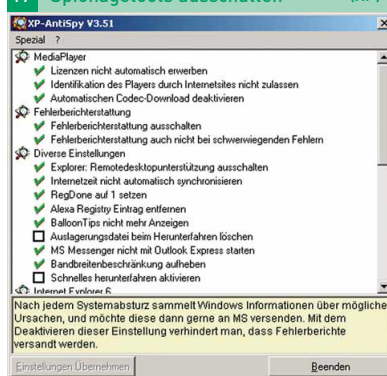 XP-AntiSpy V3.51
Spezial ?
MediaPlayer
Lizenzen nicht automatisch erwerben
Identifikation des Players durch Internetsites nicht zulassen
Automatischen Codec-Download deaktivieren
Fehlerberichterstattung
Fehlerberichterstattung ausschalten
Fehlerberichterstattung auch nicht bei schwerwiegenden Fehlern
Diverse Einstellungen
Explorer: Remotedesktopunterstützung ausschalten
Internetzeit nicht automatisch synchronisieren
RegDone auf 1 setzen
Alexa Registry Eintrag entfernen
BalloonTips nicht mehr Anzeigen
Auslagerungsdatei beim Herunterfahren löschen
MS Messenger nicht mit Outlook Express starten
Bandbreitenbeschränkung aufheben
Schnelles herunterfahren aktivieren
Internet Explorer 6
Nach jedem Systemabsturz sammelt Windows Informationen über mögliche
Ursachen, und möchte diese dann gerne an MS versenden. Mit dem
Deaktivieren dieser Einstellung verhindert man, dass Fehlerberichte
versandt werden.
Einstellungen Übernehmen
Beenden